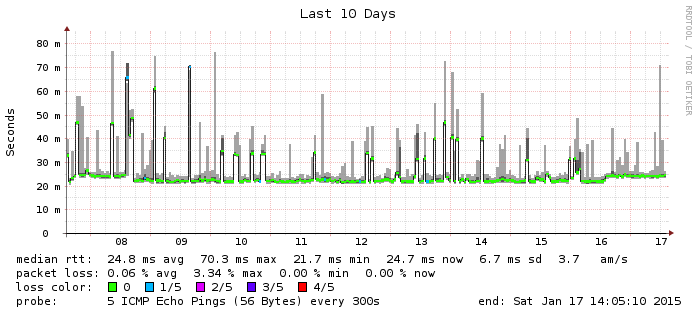 Last 10 Days
RRDTOOL / TOBI OETIKER
Seconds
80 m
70 m
60 m
50 m
40 m
30 m
20 m
10 m
0
08 09 10 11 12 13 14 15 16 17
median rtt: 24.8 ms avg 70.3 ms max 21.7 ms min 24.7 ms now 6.7 ms sd 3.7 am/s
packet loss: 0.06 % avg 3.34 % max 0.00 % min 0.00 % now
loss color: 0 1/5 2/5 3/5 4/5
probe: 5 ICMP Echo Pings (56 Bytes) every 300s end: Sat Jan 17 14:05:10 2015